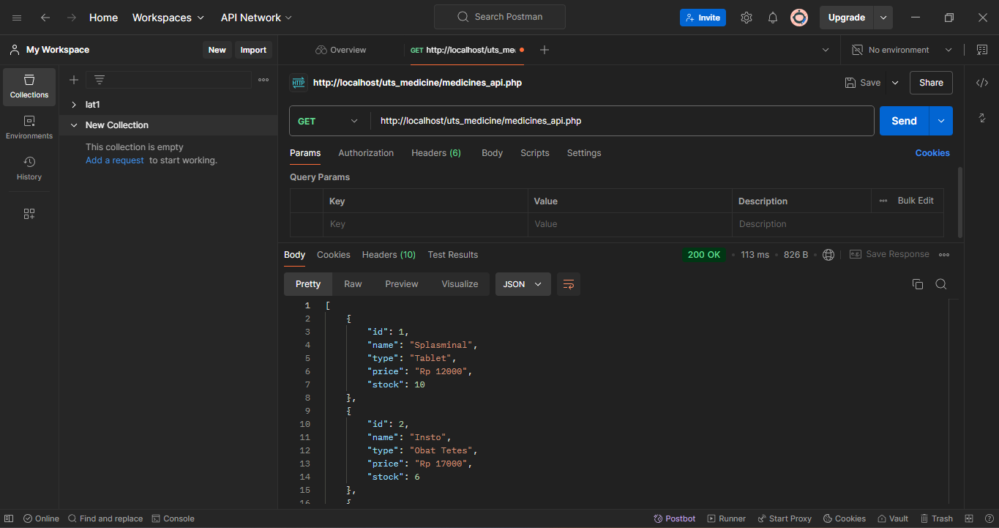 Home Workspaces API Network Search Postman Invite Upgrade
My Workspace New Import Overview GET http://localhost/uts_me No environment
Collections
Environments
History
lat1
New Collection
This collection is empty
Add a request to start working.
HTTP http://localhost/uts_medicine/medicines_api.php Save Share
GET http://localhost/uts_medicine/medicines_api.php Send
Params Authorization Headers (6) Body Scripts Settings Cookies
Query Params
Key Value Description Bulk Edit
Key Value Description
Body Cookies Headers (10) Test Results 200 OK 113 ms 826 B e.g. Save Response
Pretty Raw Preview Visualize JSON
1 [
2 {
3 "id": 1,
4 "name": "Splasminal",
5 "type": "Tablet",
6 "price": "Rp 12000",
7 "stock": 10
8 },
9 {
10 "id": 2,
11 "name": "Insto",
12 "type": "Obat Tetes",
13 "price": "Rp 17000",
14 "stock": 6
15 },
16 {
Online Find and replace Console Postbot Runner Start Proxy Cookies Vault Trash